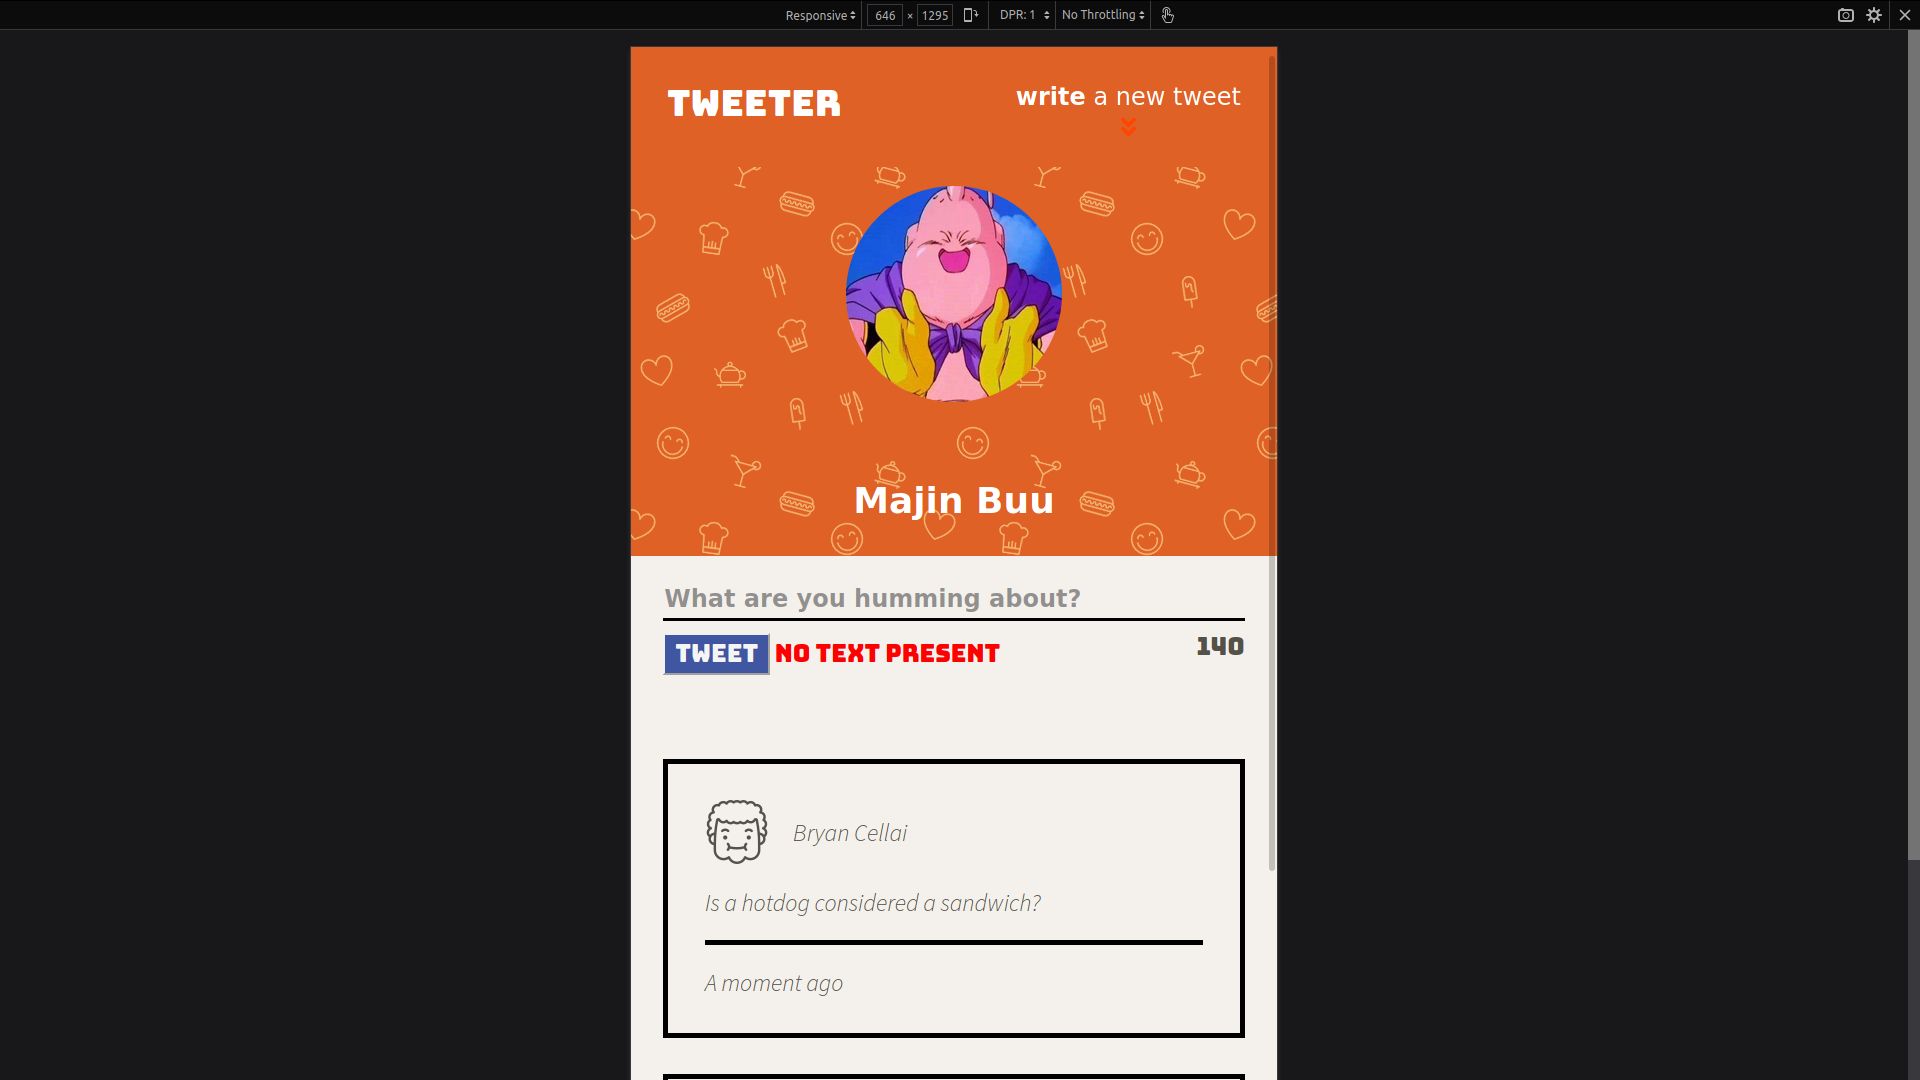 Responsive 646 × 1295 DPR: 1 No Throttling
TWEETER
write a new tweet
Majin Buu
What are you humming about?
TWEET NO TEXT PRESENT 140
Bryan Cellai
Is a hotdog considered a sandwich?
A moment ago